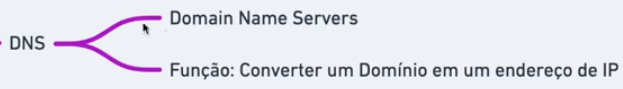 Domain Name Servers
DNS
Função: Converter um Domínio em um endereço de IP